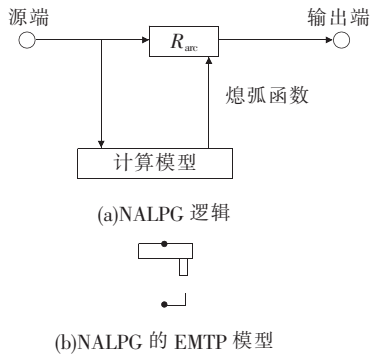 源端
输出端
R_arc
熄弧函数
计算模型
(a)NALPG 逻辑
(b)NALPG 的 EMTP 模型